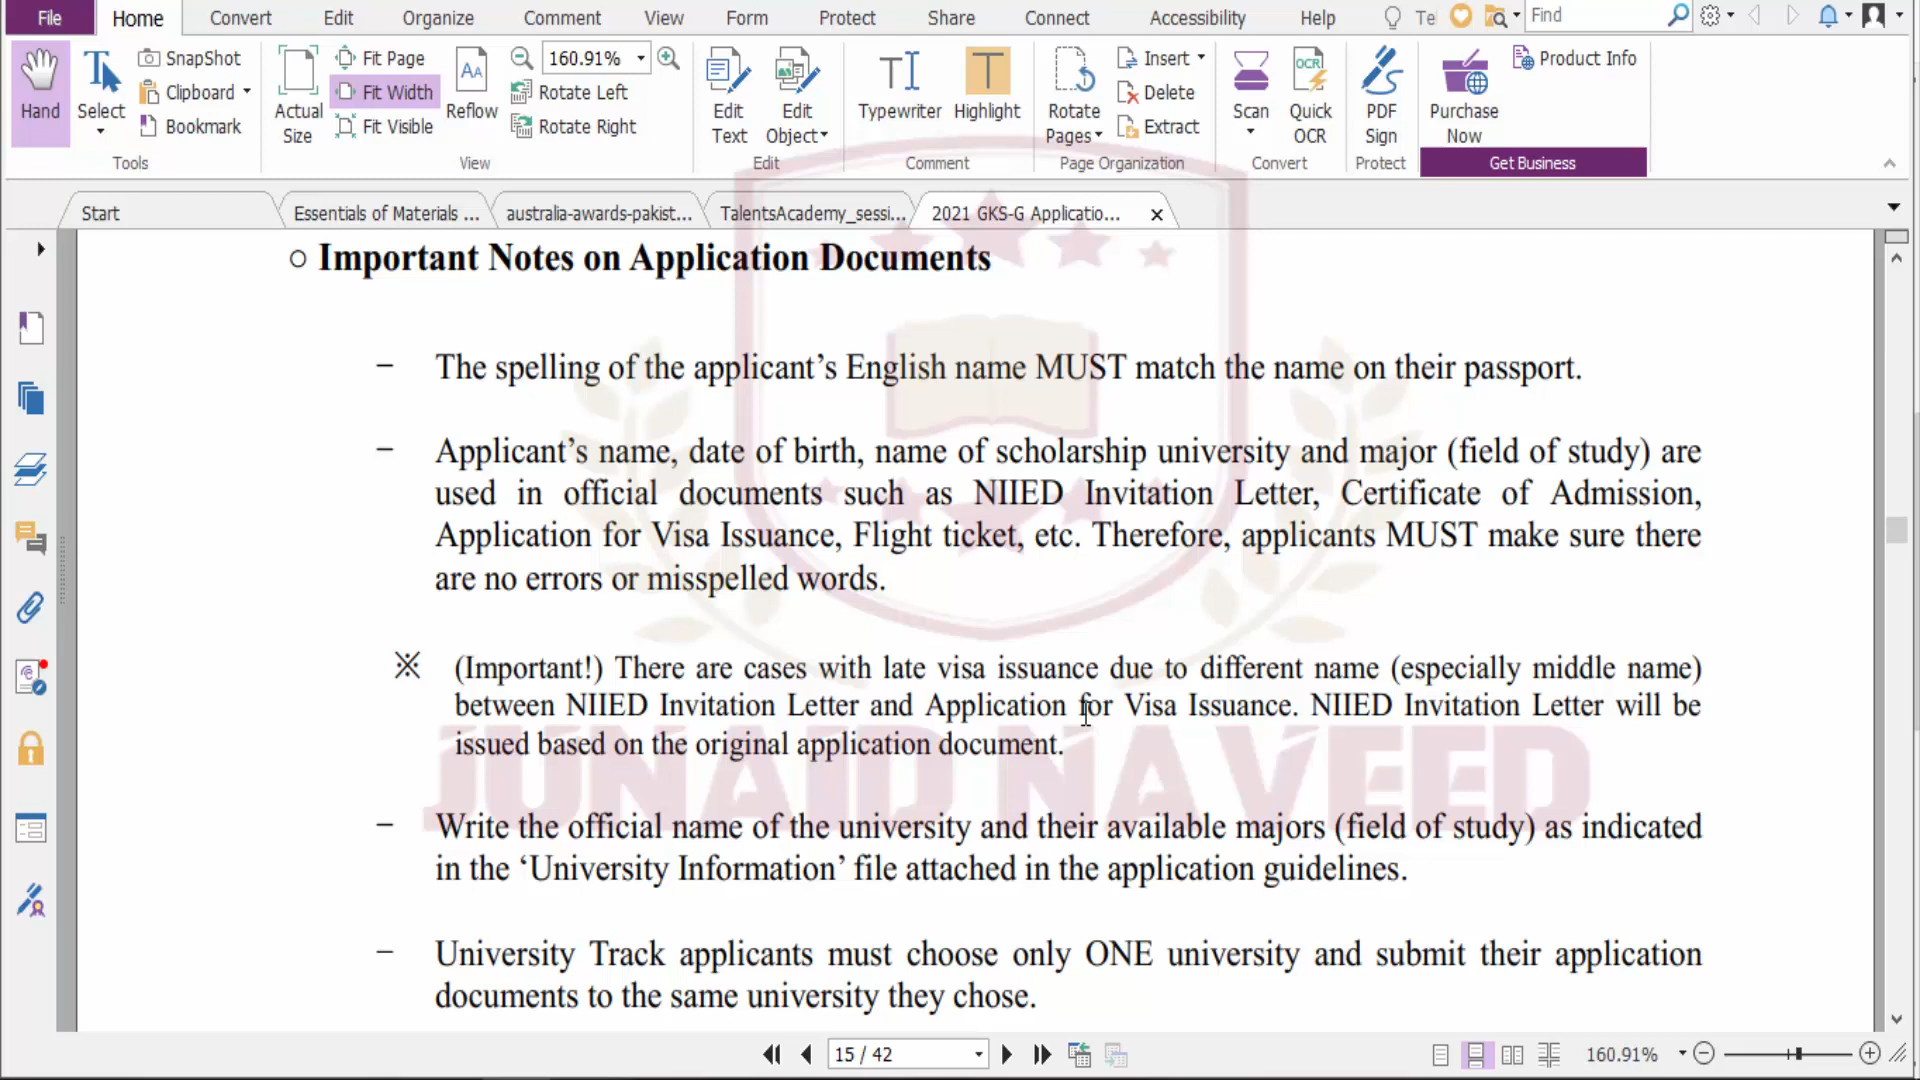 File Home Convert Edit Organize Comment View Form Protect Share Connect Accessibility Help Tel Find
Hand
Select
SnapShot
Clipboard
Bookmark
Tools
Actual Size
Fit Page
Fit Width
Fit Visible
Reflow
160.91%
Rotate Left
Rotate Right
View
Edit Text
Edit Object
Edit
Typewriter
Highlight
Comment
Rotate Pages
Insert
Delete
Extract
Page Organization
Scan
Quick OCR
Convert
PDF Sign
Protect
Purchase Now
Product Info
Get Business
Start
Essentials of Materials ...
australia-awards-pakist...
TalentsAcademy_sessi...
2021 GKS-G Applicatio...
○ Important Notes on Application Documents
– The spelling of the applicant’s English name MUST match the name on their passport.
– Applicant’s name, date of birth, name of scholarship university and major (field of study) are
used in official documents such as NIIED Invitation Letter, Certificate of Admission,
Application for Visa Issuance, Flight ticket, etc. Therefore, applicants MUST make sure there
are no errors or misspelled words.
※ (Important!) There are cases with late visa issuance due to different name (especially middle name)
between NIIED Invitation Letter and Application for Visa Issuance. NIIED Invitation Letter will be
issued based on the original application document.
JUNAID NAVEED
– Write the official name of the university and their available majors (field of study) as indicated
in the ‘University Information’ file attached in the application guidelines.
– University Track applicants must choose only ONE university and submit their application
documents to the same university they chose.
15 / 42
160.91%